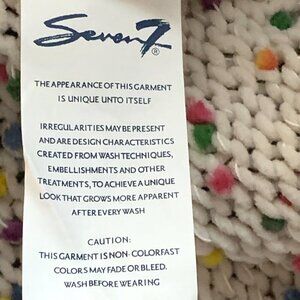 Seven7®
THE APPEARANCE OF THIS GARMENT
IS UNIQUE UNTO ITSELF
IRREGULARITIES MAY BE PRESENT
AND ARE DESIGN CHARACTERISTICS
CREATED FROM WASH TECHNIQUES,
EMBELLISHMENTS AND OTHER
TREATMENTS, TO ACHIEVE A UNIQUE
LOOK THAT GROWS MORE APPARENT
AFTER EVERY WASH
CAUTION:
THIS GARMENT IS NON-COLORFAST
COLORS MAY FADE OR BLEED.
WASH BEFORE WEARING